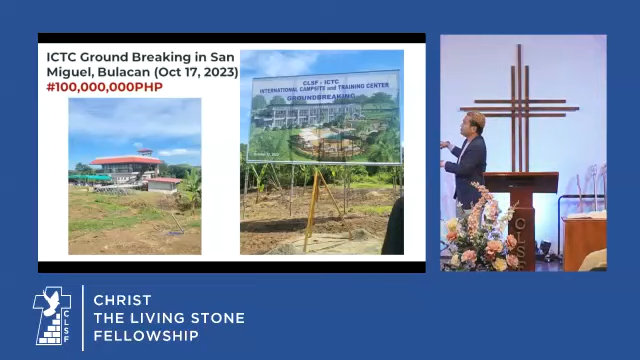 ICTC Ground Breaking in San
Miguel, Bulacan (Oct 17, 2023)
#100,000,000PHP
CLSF : ICTC
INTERNATIONAL CAMPSITE and TRAINING CENTER
GROUNDBREAKING
CLSF
CHRIST
THE LIVING STONE
FELLOWSHIP
CLSF